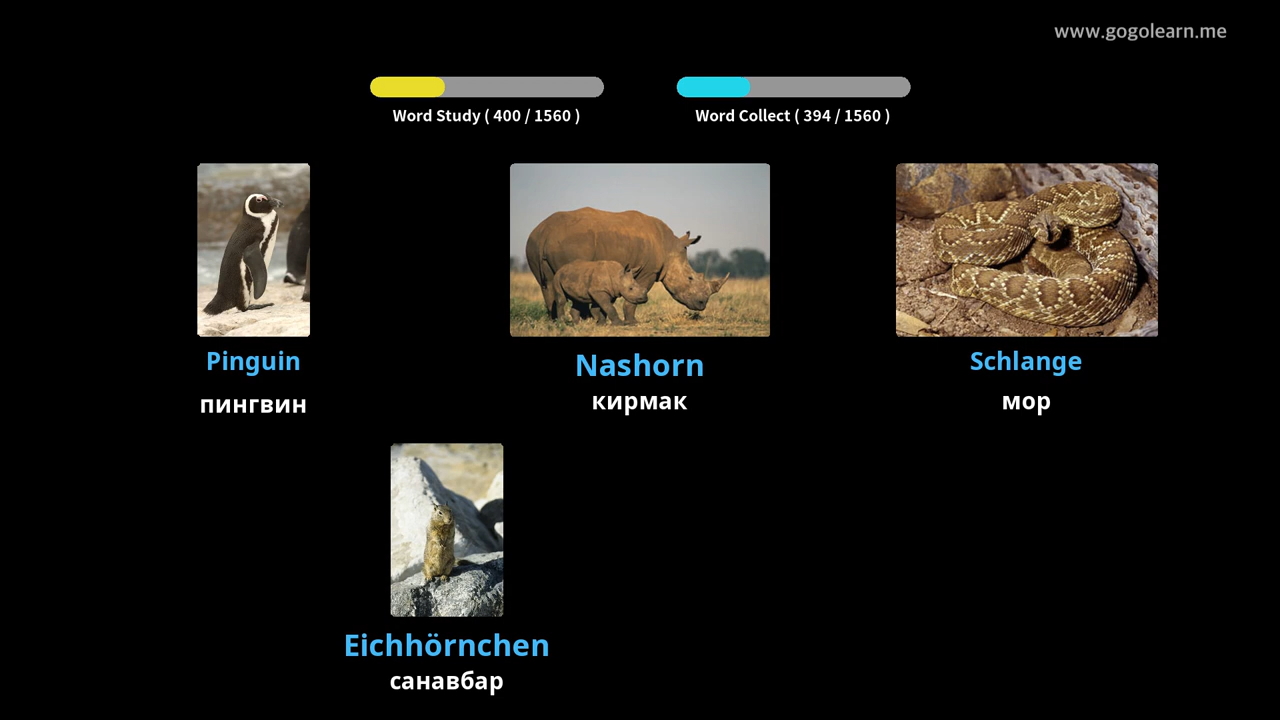 www.gogolearn.me
Word Study ( 400 / 1560 )
Word Collect ( 394 / 1560 )
Pinguin
пингвин
Nashorn
кирмак
Schlange
мор
Eichhörnchen
санавбар